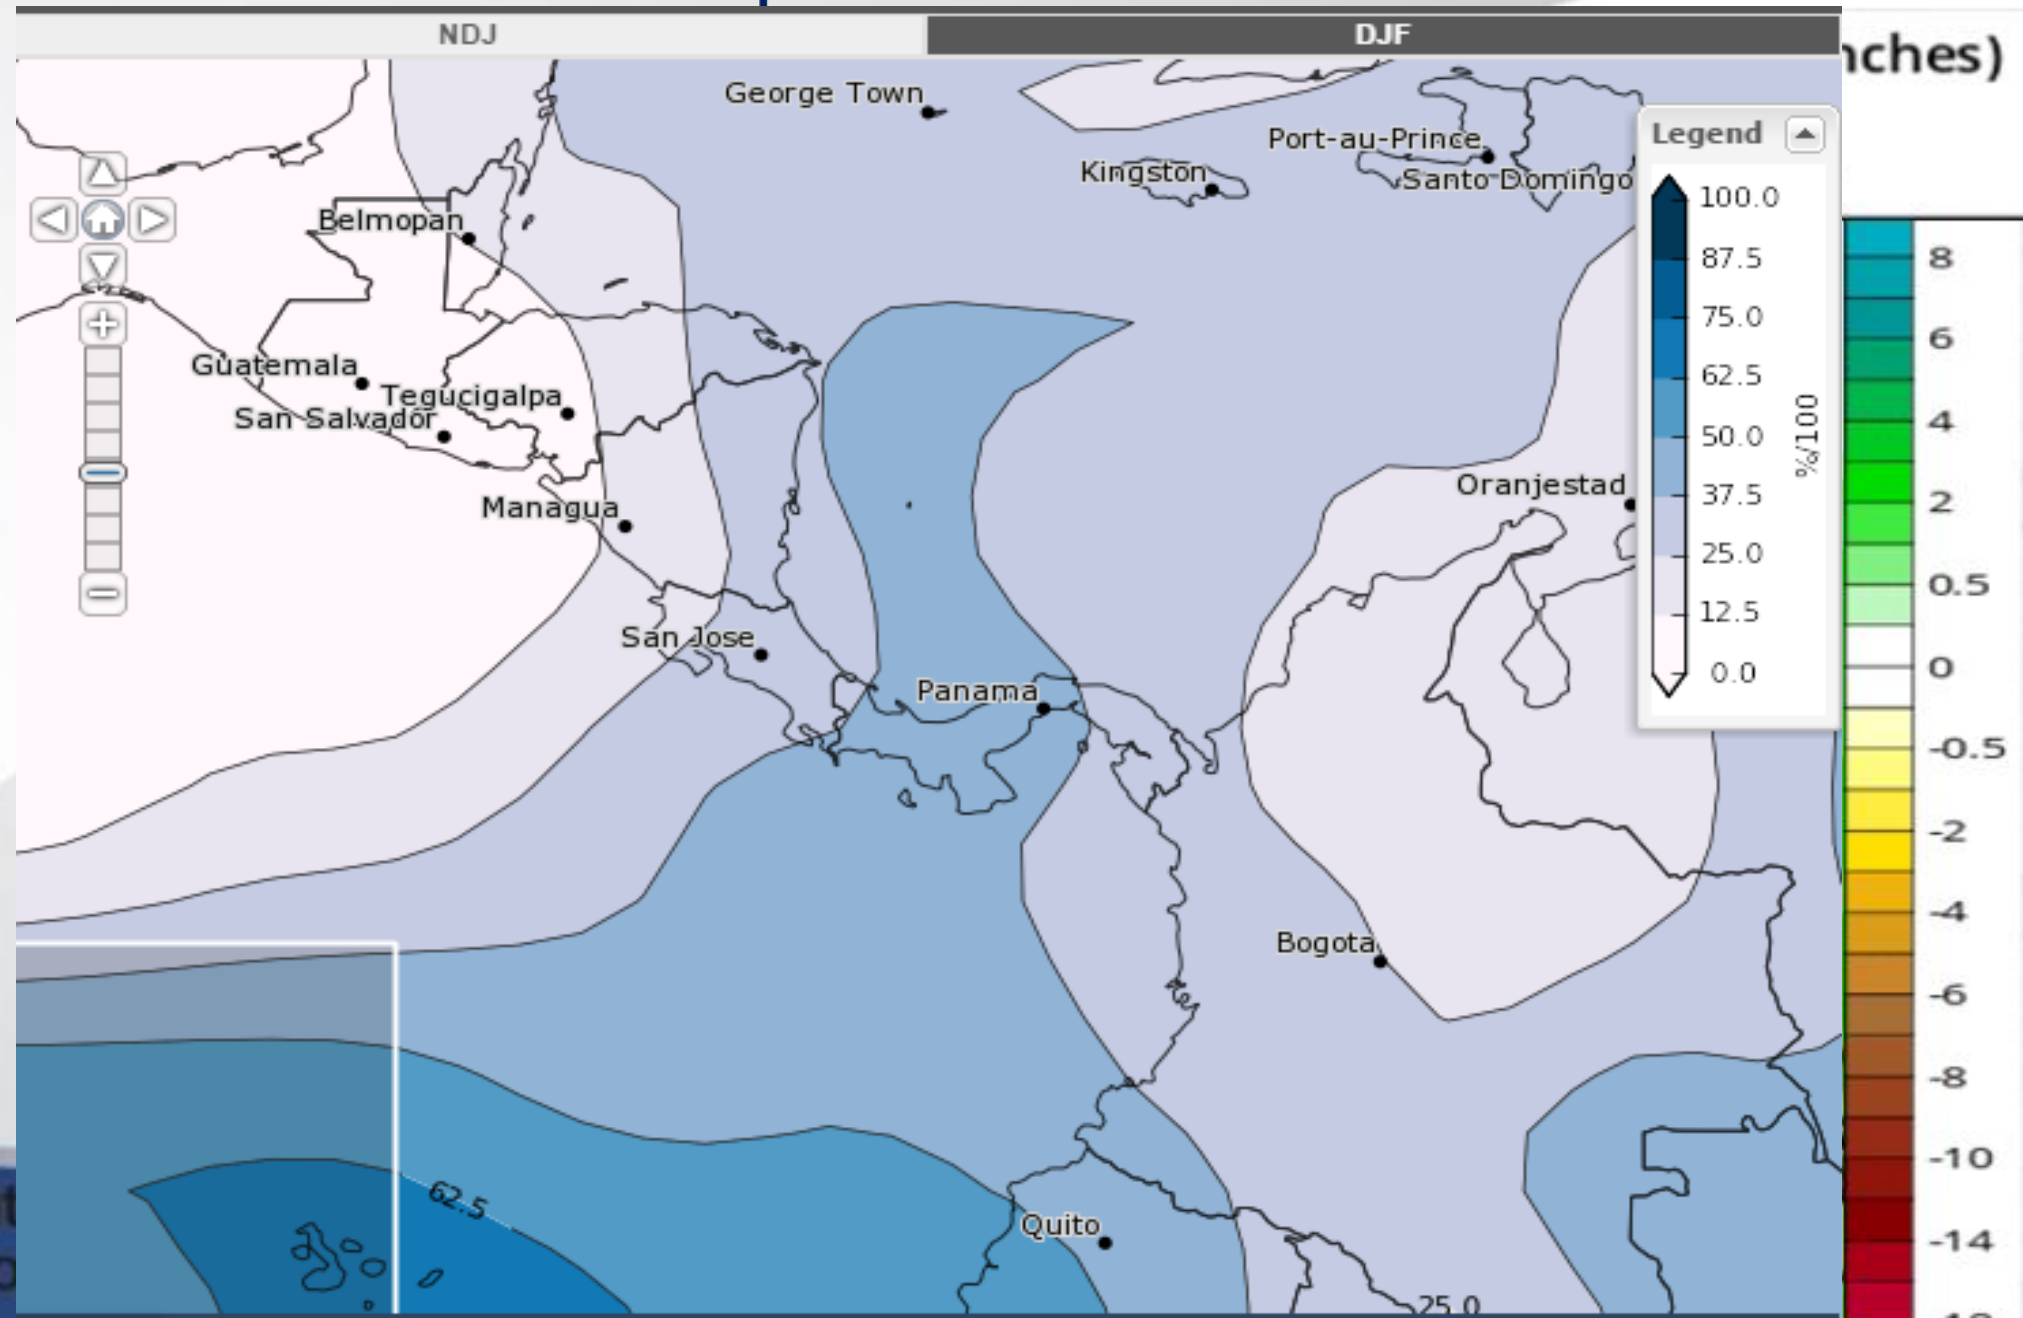 NDJ
DJF
nches)
George Town
Port-au-Prince
Kingston
Santo Domingo
Belmopan
Guatemala
Tegucigalpa
San Salvador
Managua
Oranjestad
San Jose
Panama
Bogota
Quito
62.5
25.0
Legend
100.0
87.5
75.0
62.5
50.0
37.5
25.0
12.5
0.0
%/100
8
6
4
2
0.5
0
-0.5
-2
-4
-6
-8
-10
-14